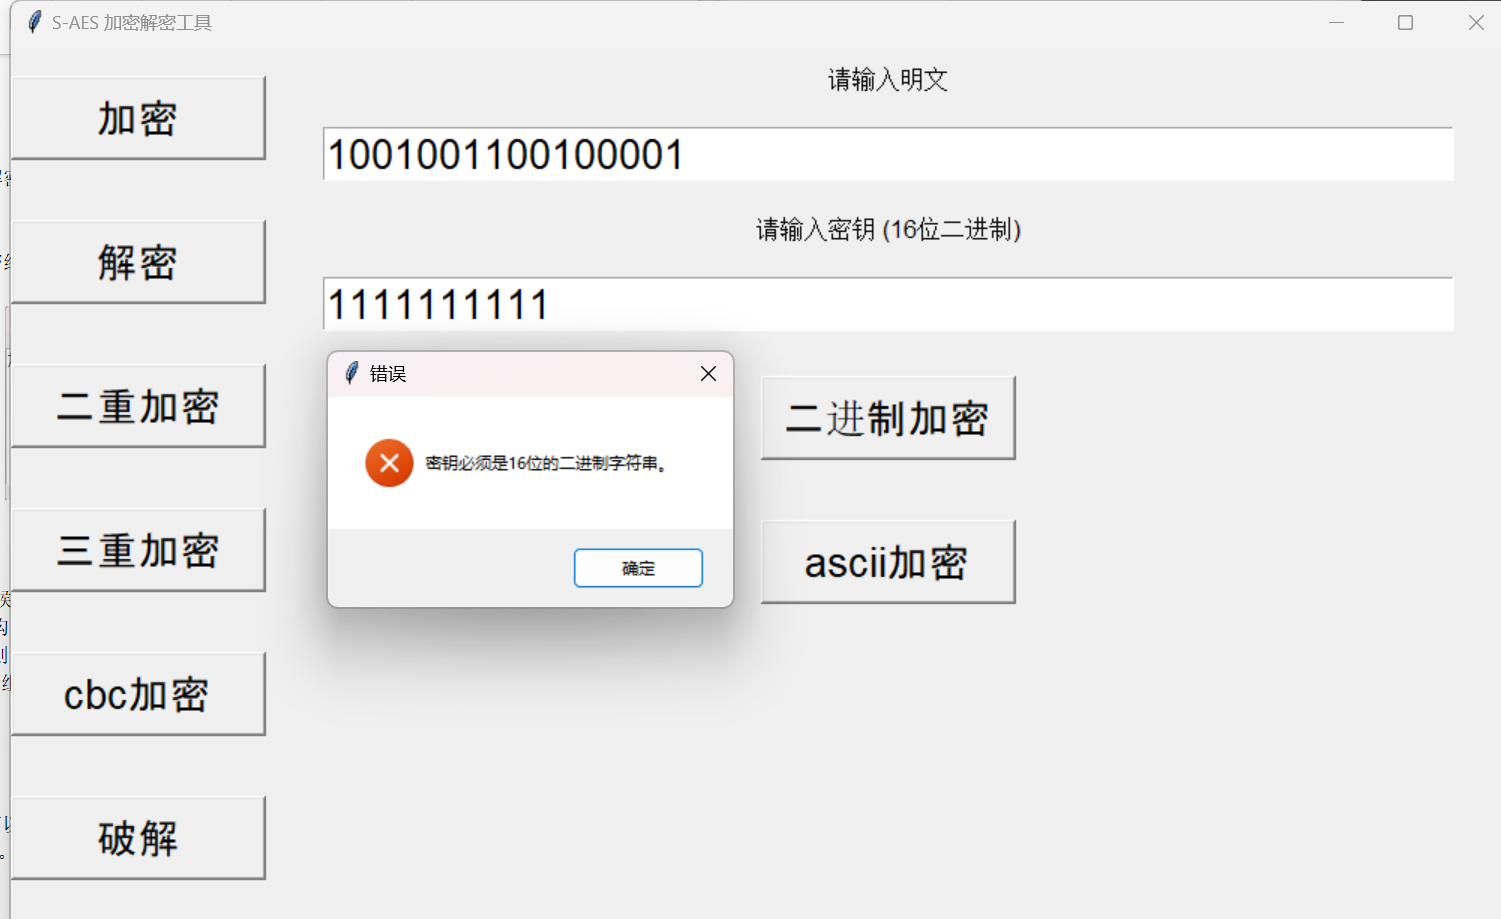 S-AES 加密解密工具
加密
解密
二重加密
三重加密
cbc加密
破解
请输入明文
1001001100100001
请输入密钥 (16位二进制)
1111111111
错误
密钥必须是16位的二进制字符串。
确定
二进制加密
ascii加密